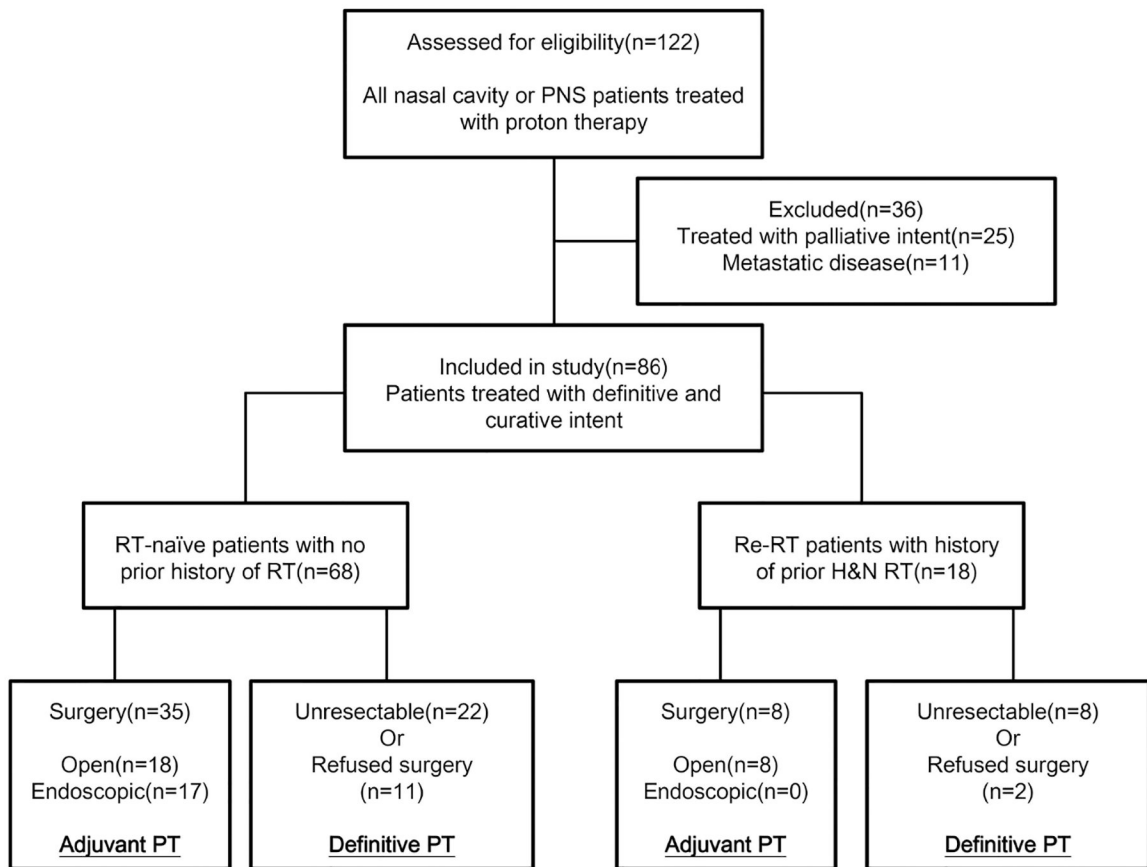 Assessed for eligibility(n=122)
All nasal cavity or PNS patients treated
with proton therapy
Excluded(n=36)
Treated with palliative intent(n=25)
Metastatic disease(n=11)
Included in study(n=86)
Patients treated with definitive and
curative intent
RT-naïve patients with no
prior history of RT(n=68)
Re-RT patients with history
of prior H&N RT(n=18)
Surgery(n=35)
Open(n=18)
Endoscopic(n=17)
Adjuvant PT
Unresectable(n=22)
Or
Refused surgery
(n=11)
Definitive PT
Surgery(n=8)
Open(n=8)
Endoscopic(n=0)
Adjuvant PT
Unresectable(n=8)
Or
Refused surgery
(n=2)
Definitive PT